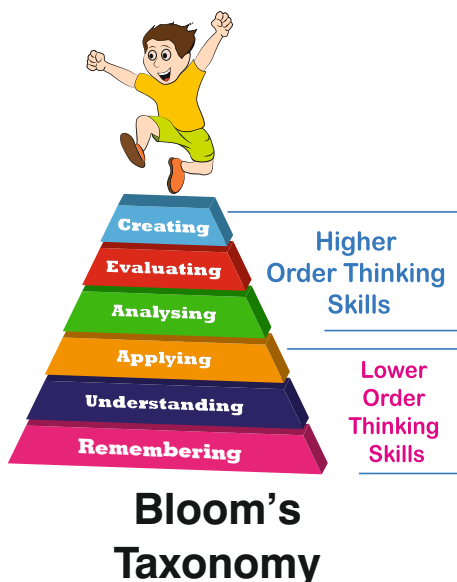 Creating
Evaluating
Analysing
Applying
Understanding
Remembering
Higher
Order Thinking
Skills
Lower
Order
Thinking
Skills
Bloom's
Taxonomy